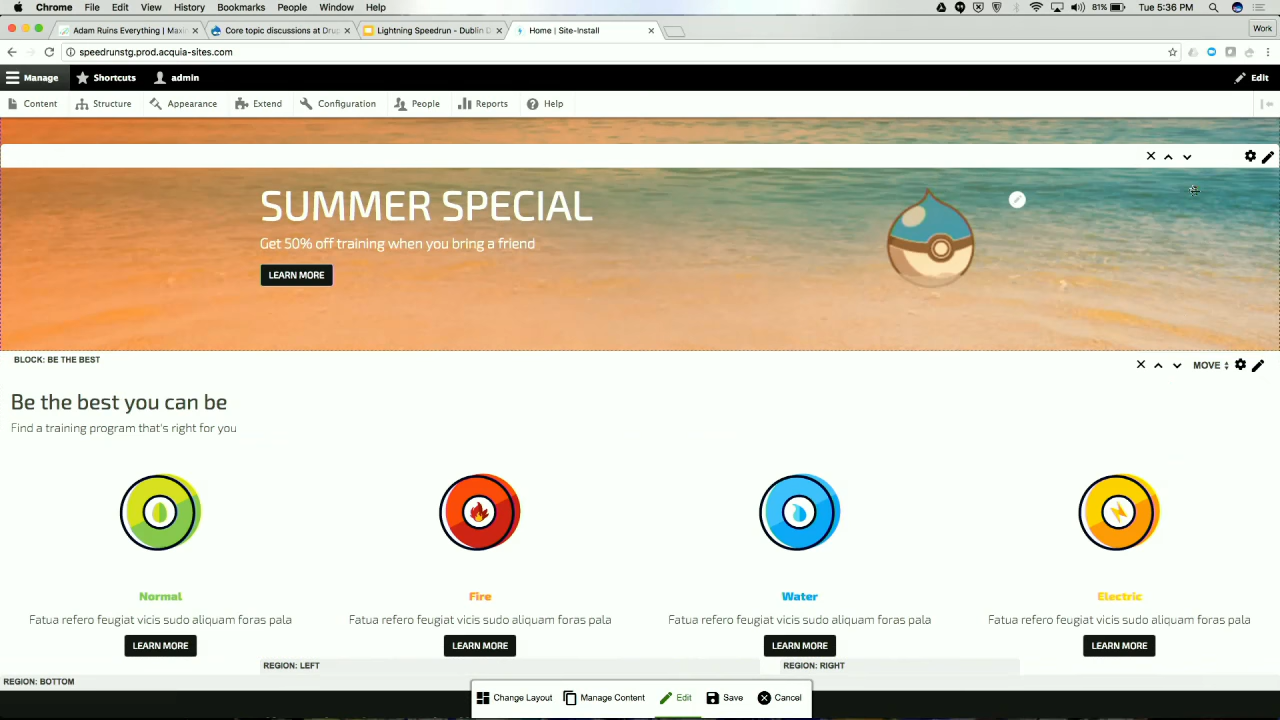 Chrome File Edit View History Bookmarks People Window Help 81% Tue 5:36 PM
Adam Ruins Everything | Maxi Core topic discussions at Dru Lightning Speedrun - Dublin D Home | Site-Install Work
speedrunstg.prod.acquia-sites.com
Manage Shortcuts admin Edit
Content Structure Appearance Extend Configuration People Reports Help
SUMMER SPECIAL
Get 50% off training when you bring a friend
LEARN MORE
BLOCK: BE THE BEST
MOVE
Be the best you can be
Find a training program that's right for you
Normal Fire Water Electric
Fatua refero feugiat vicis sudo aliquam foras pala Fatua refero feugiat vicis sudo aliquam foras pala Fatua refero feugiat vicis sudo aliquam foras pala Fatua refero feugiat vicis sudo aliquam foras pala
LEARN MORE LEARN MORE LEARN MORE LEARN MORE
REGION: LEFT REGION: RIGHT
REGION: BOTTOM
Change Layout Manage Content Edit Save Cancel